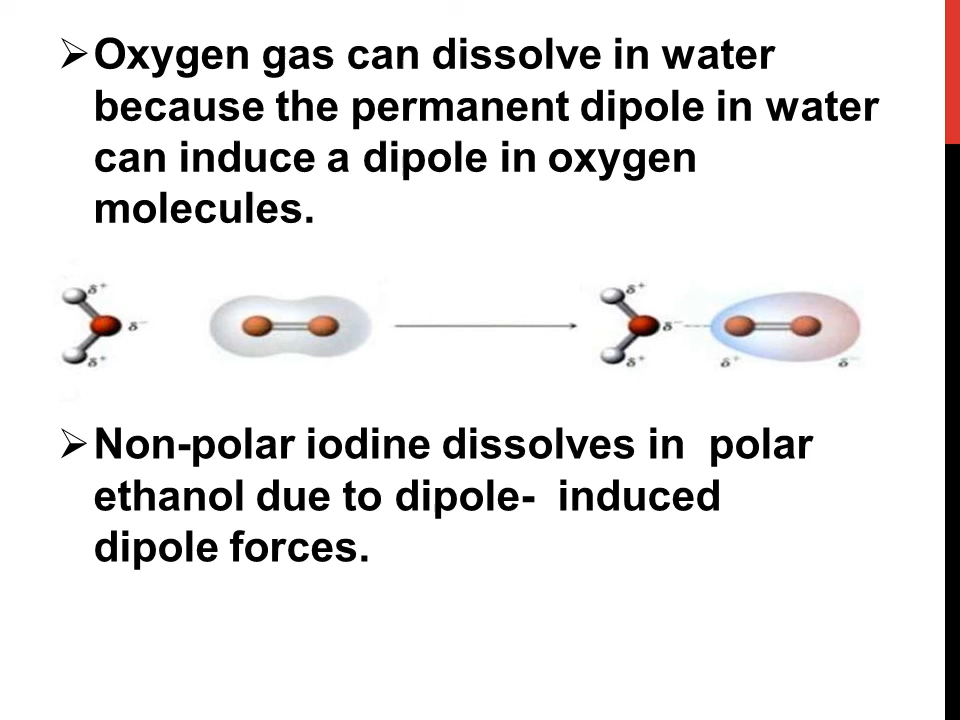 ➢Oxygen gas can dissolve in water
because the permanent dipole in water
can induce a dipole in oxygen
molecules.
δ⁺ δ⁺
δ⁻ δ⁻
δ⁺ δ⁺ δ⁺ δ⁻
➢Non-polar iodine dissolves in polar
ethanol due to dipole- induced
dipole forces.